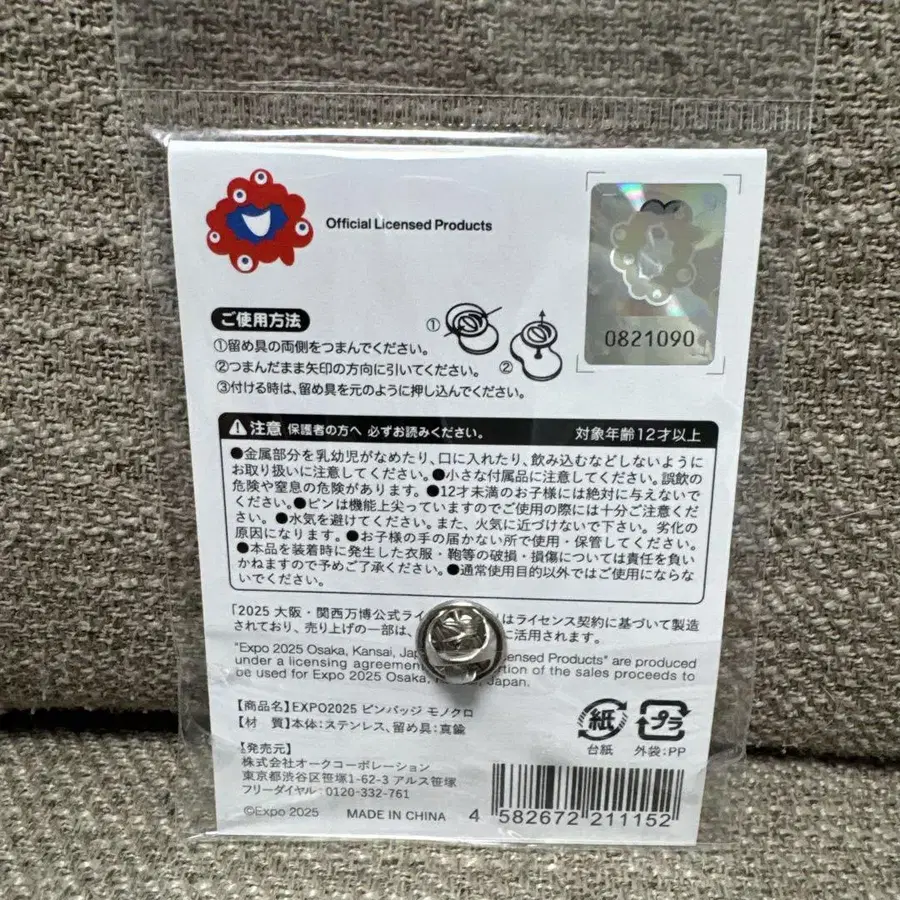 Official Licensed Products
0821090
ご使用方法
①留め具の両側をつまんでください。
②つまんだまま矢印の方向に引いてください。
③付ける時は、留め具を元のように押し込んでください。
①
②
注意 保護者の方へ 必ずお読みください。 対象年齢12才以上
●金属部分を乳幼児がなめたり、口に入れたり、飲み込むなどしないように
お取り扱いに注意してください。●小さな付属品に注意してください。誤飲の
危険や窒息の危険があります。●12才未満のお子様には絶対に与えないで
ください。●ピンは機能上尖っていますのでご使用の際には十分ご注意くださ
い。●水気を避けてください。また、火気に近づけないで下さい。劣化の
原因になります。●お子様の手の届かない所で使用・保管してください。
●本品を装着時に発生した衣服・鞄等の破損・損傷については責任を負い
かねますので予めご了承ください。●通常使用目的以外ではご使用にならな
いでください。
「2025 大阪・関西万博公式ライ はライセンス契約に基づいて製造
されており、売り上げの一部は、 に活用されます。
"Expo 2025 Osaka, Kansai, Jap censed Products" are produced
under a licensing agreemen tion of the sales proceeds to
be used for Expo 2025 Osaka, Japan.
【商品名】EXPO2025 ピンバッジ モノクロ
【材 質】本体:ステンレス、留め具:真鍮
紙
台紙
プラ
外袋:PP
【発売元】
株式会社オークコーポレーション
東京都渋谷区笹塚1-62-3 アルス笹塚
フリーダイヤル:0120-332-761
©Expo 2025 MADE IN CHINA
4 582672 211152